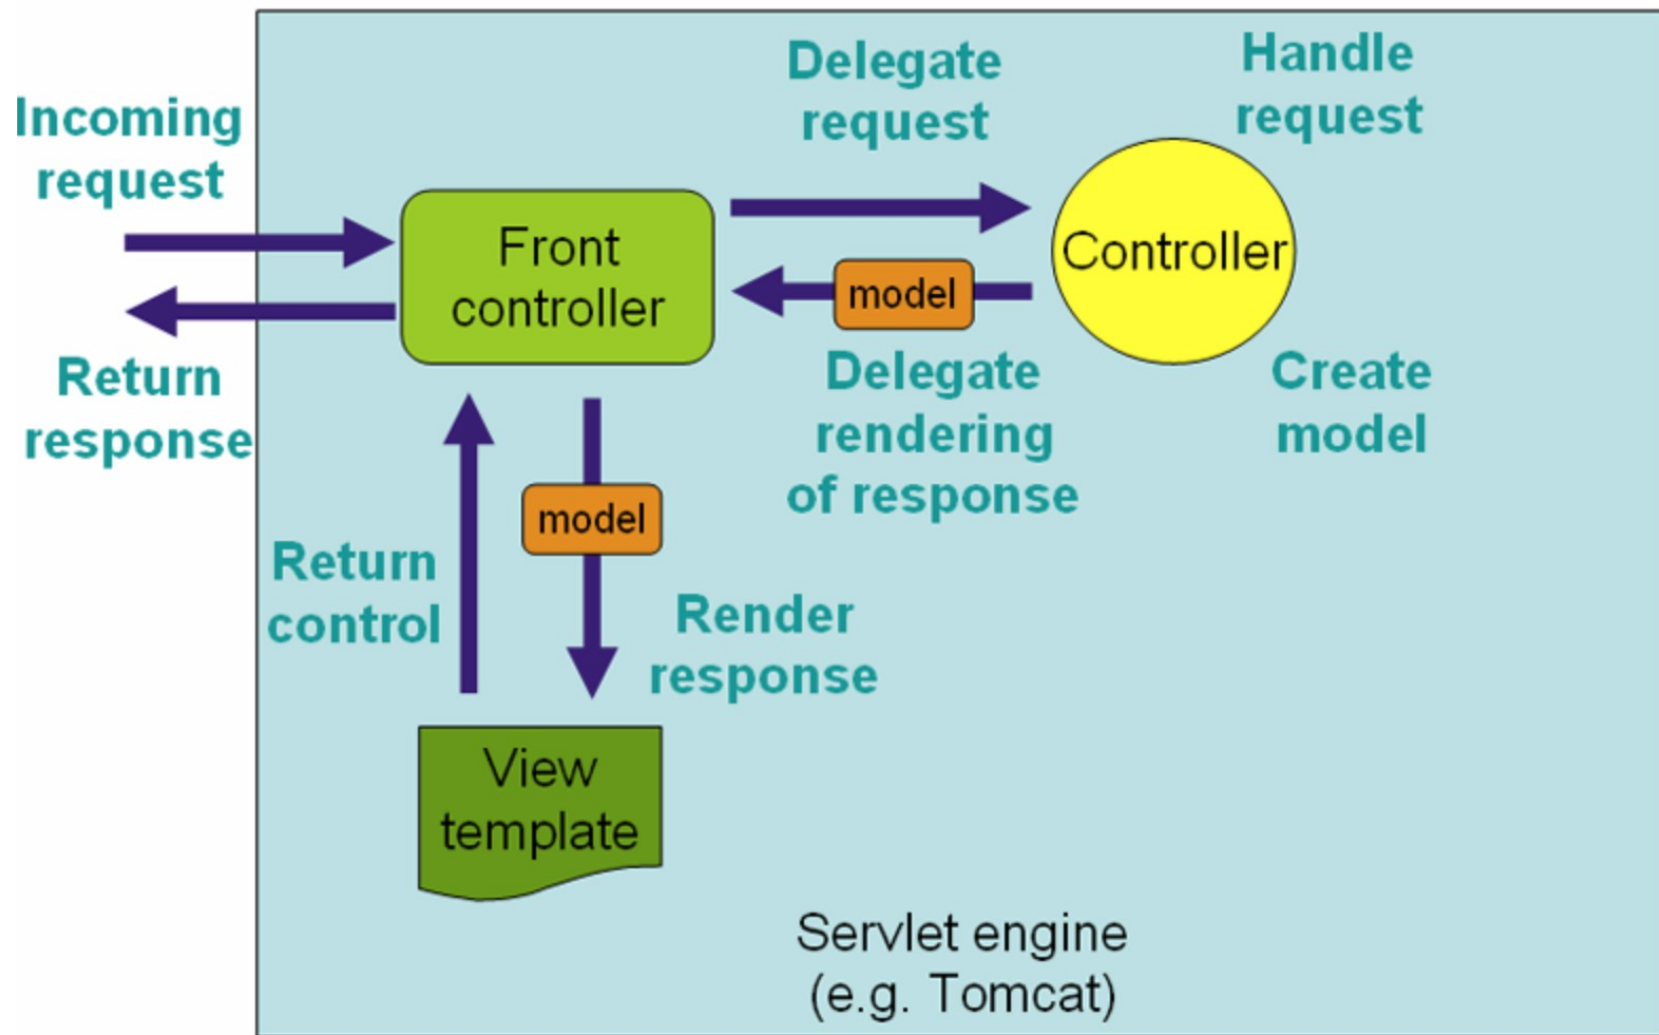 Incoming
request
Delegate
request
Handle
request
Front
controller
model
Controller
Return
response
Delegate
rendering
of response
Create
model
model
Return
control
Render
response
View
template
Servlet engine
(e.g. Tomcat)